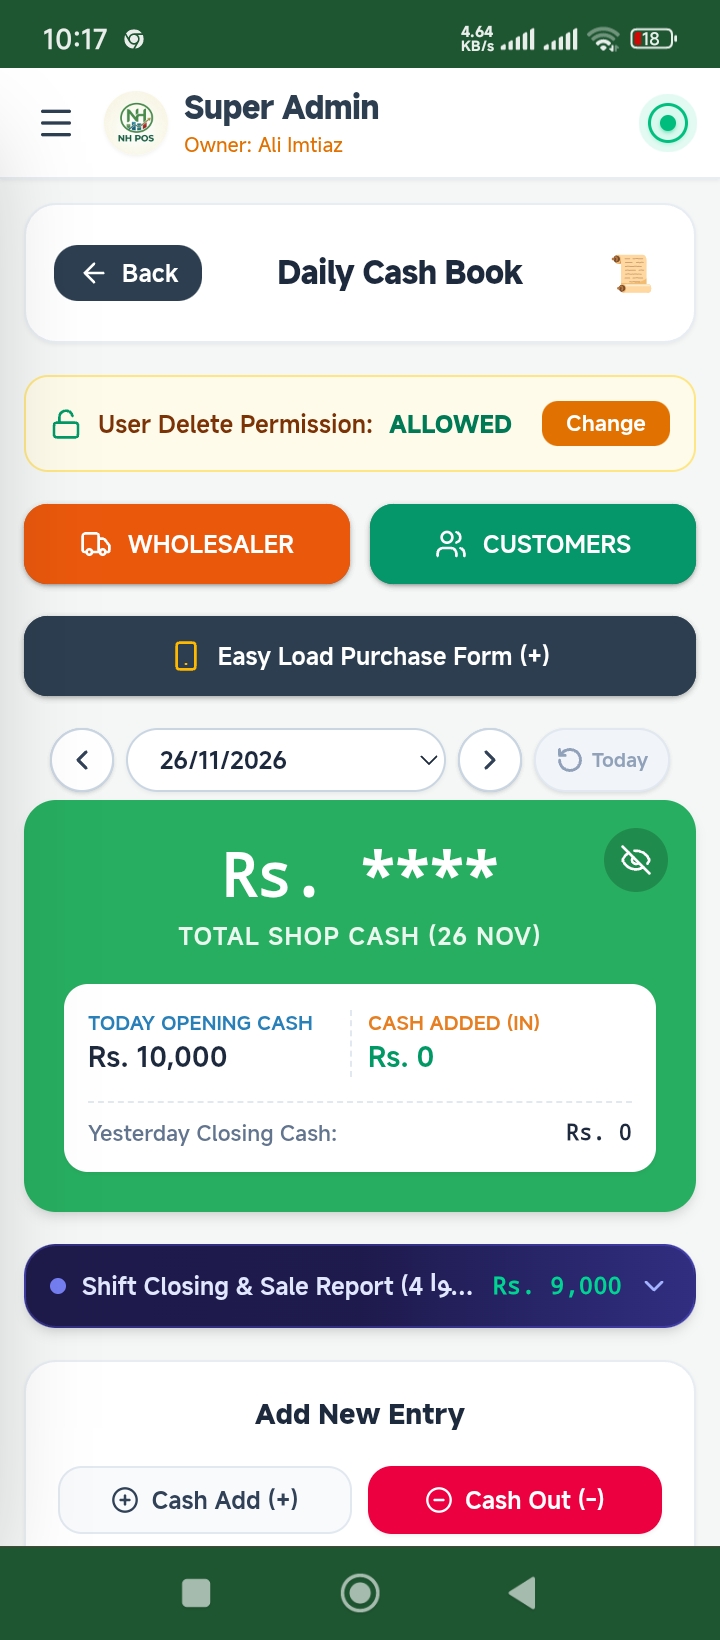 10:17
4.64 KB/s
18
Super Admin
NH POS
Owner: Ali Imtiaz
Back
Daily Cash Book
User Delete Permission: ALLOWED
Change
WHOLESALER
CUSTOMERS
Easy Load Purchase Form (+)
26/11/2026
Today
Rs. ****
TOTAL SHOP CASH (26 NOV)
TODAY OPENING CASH
CASH ADDED (IN)
Rs. 10,000
Rs. 0
Yesterday Closing Cash:
Rs. 0
Shift Closing & Sale Report (4 وا... Rs. 9,000
Add New Entry
Cash Add (+)
Cash Out (-)